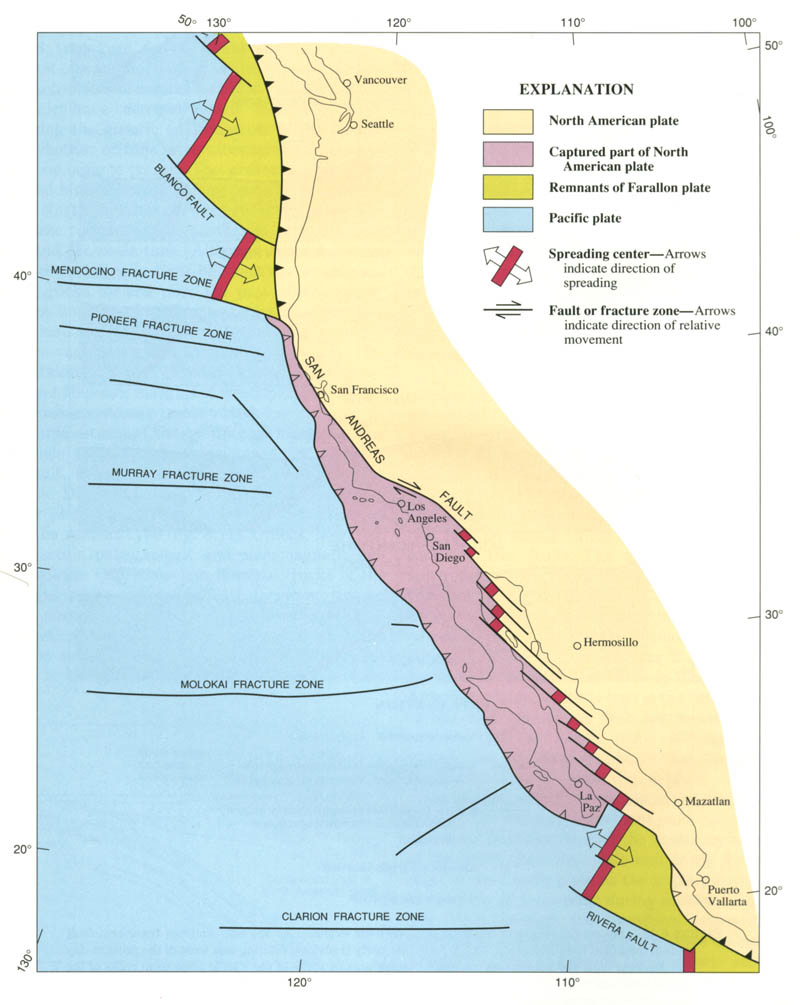 50° 130° 120° 110° 100°
50°
100°
Vancouver
Seattle
EXPLANATION
North American plate
Captured part of North
American plate
Remnants of Farallon plate
Pacific plate
Spreading center—Arrows
indicate direction of
spreading
Fault or fracture zone—Arrows
indicate direction of relative
movement
BLANCO FAULT
40°
MENDOCINO FRACTURE ZONE
PIONEER FRACTURE ZONE
40°
SAN
ANDREAS
FAULT
San Francisco
MURRAY FRACTURE ZONE
Los
Angeles
San
Diego
30°
30°
Hermosillo
MOLOKAI FRACTURE ZONE
La
Paz
Mazatlan
20°
20°
Puerto
Vallarta
CLARION FRACTURE ZONE
RIVERA FAULT
130°
120°
110°